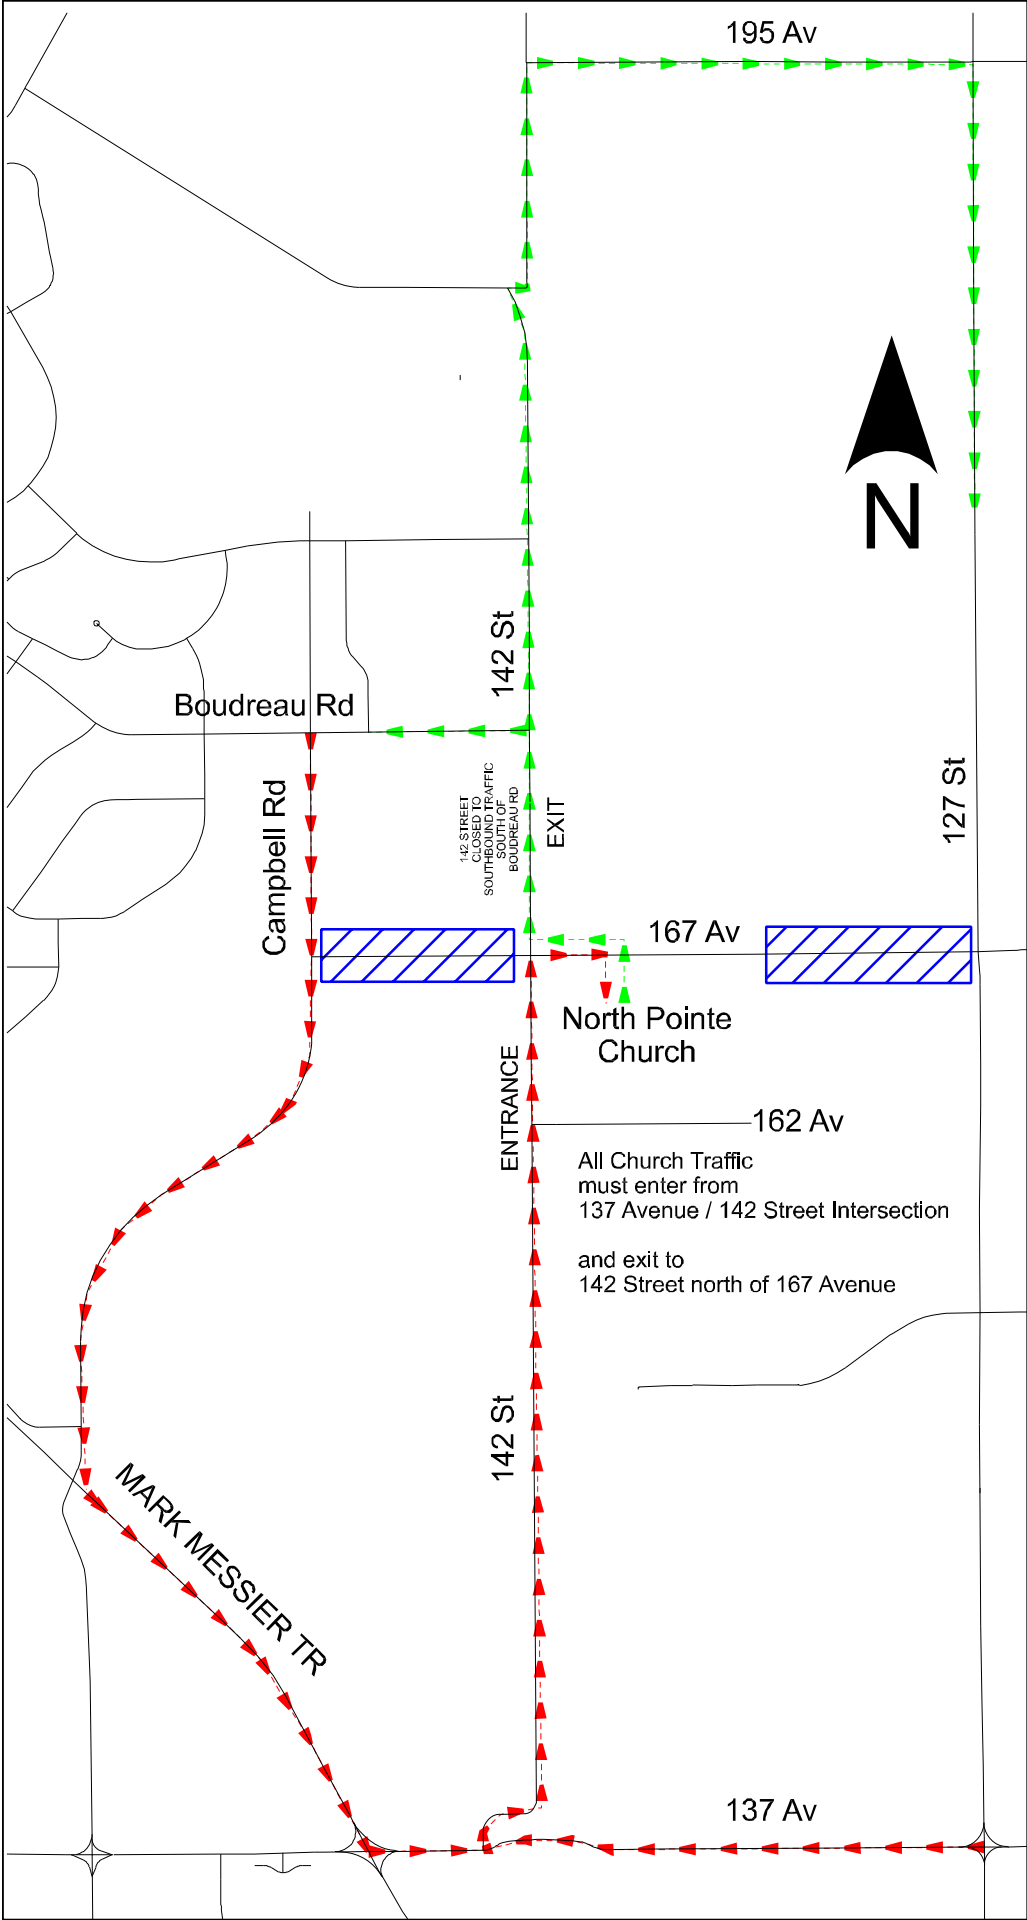 195 Av
N
142 St
Boudreau Rd
Campbell Rd
142 STREET
CLOSED TO
SOUTHBOUND TRAFFIC
SOUTH OF
BOUDREAU RD
EXIT
127 St
167 Av
North Pointe
Church
ENTRANCE
162 Av
All Church Traffic
must enter from
137 Avenue / 142 Street Intersection
and exit to
142 Street north of 167 Avenue
142 St
MARK MESSIER TR
137 Av